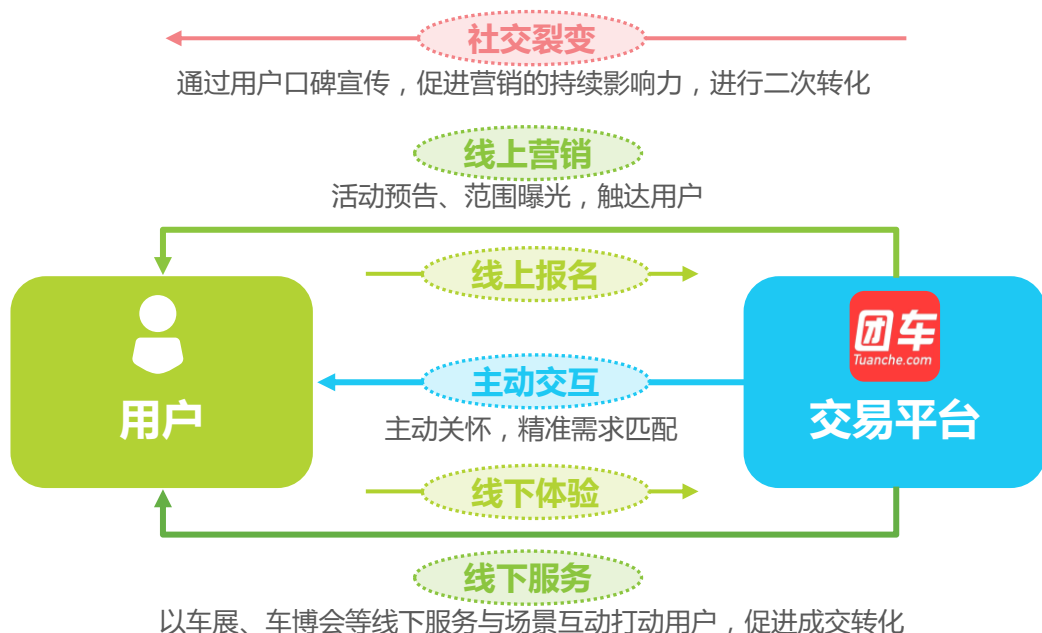 社交裂变
通过用户口碑宣传，促进营销的持续影响力，进行二次转化
线上营销
活动预告、范围曝光，触达用户
线上报名
团车
Tuanche.com
主动交互
用户
交易平台
主动关怀，精准需求匹配
线下体验
线下服务
以车展、车博会等线下服务与场景互动打动用户，促进成交转化